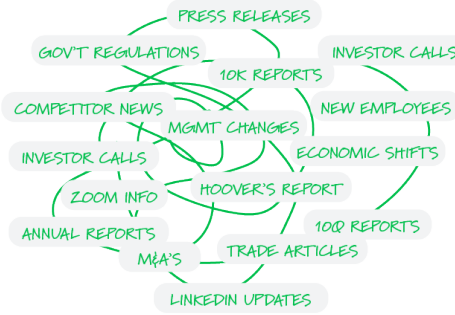 PRESS RELEASES
GOV'T REGULATIONS
INVESTOR CALLS
10K REPORTS
COMPETITOR NEWS
NEW EMPLOYEES
MGMT CHANGES
INVESTOR CALLS
ECONOMIC SHIFTS
ZOOM INFO
HOOVER'S REPORT
ANNUAL REPORTS
10Q REPORTS
M&A'S
TRADE ARTICLES
LINKEDIN UPDATES